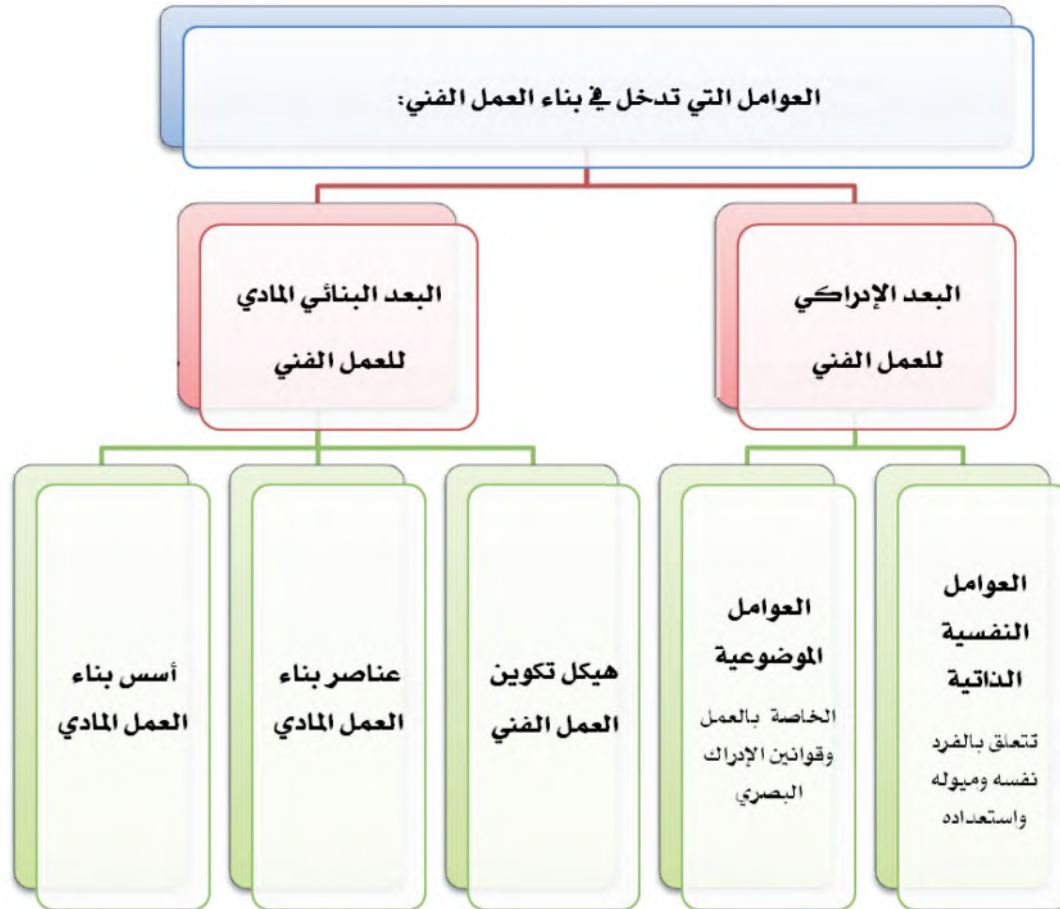 العوامل التي تدخل في بناء العمل الفني:
البعد الإدراكي
للعمل الفني
البعد البنائي المادي
للعمل الفني
العوامل
النفسية
الذاتية
تتعلق بالفرد
نفسه وميوله
واستعداده
العوامل
الموضوعية
الخاصة بالعمل
وقوانين الإدراك
البصري
هيكل تكوين
العمل الفني
عناصر بناء
العمل المادي
أسس بناء
العمل المادي